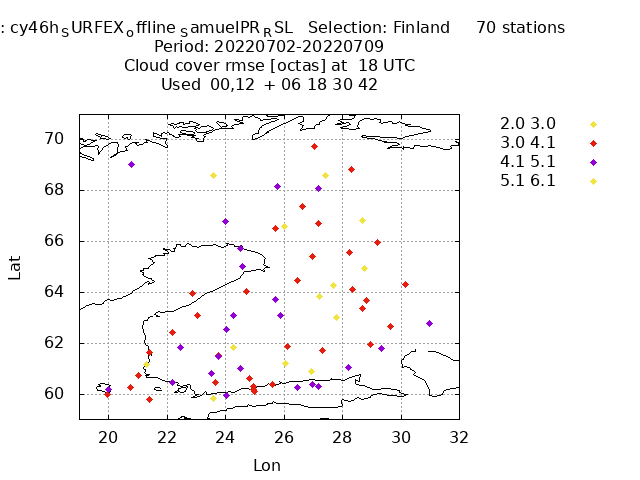 : cy46h_SURFEX_offline_SamuelPR_RSL Selection: Finland 70 stations
Period: 20220702-20220709
Cloud cover rmse [octas] at 18 UTC
Used 00,12 + 06 18 30 42
2.0 3.0
3.0 4.1
4.1 5.1
5.1 6.1
70
68
66
64
62
60
Lat
20 22 24 26 28 30 32
Lon